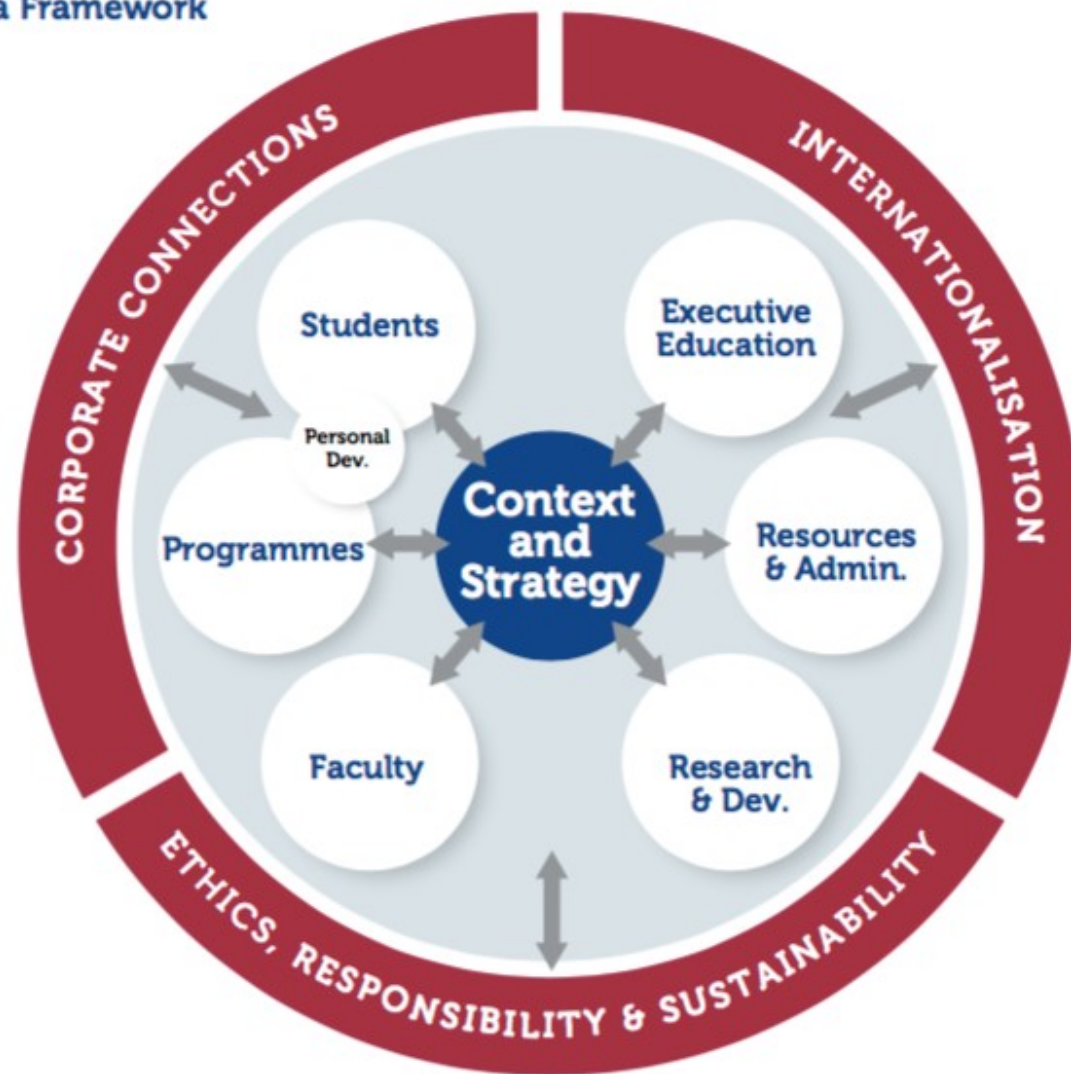 a Framework
CORPORATE CONNECTIONS
INTERNATIONALISATION
Students
Executive
Education
Personal
Dev.
Programmes
Context
and
Strategy
Resources
& Admin.
Faculty
Research
& Dev.
ETHICS, RESPONSIBILITY & SUSTAINABILITY